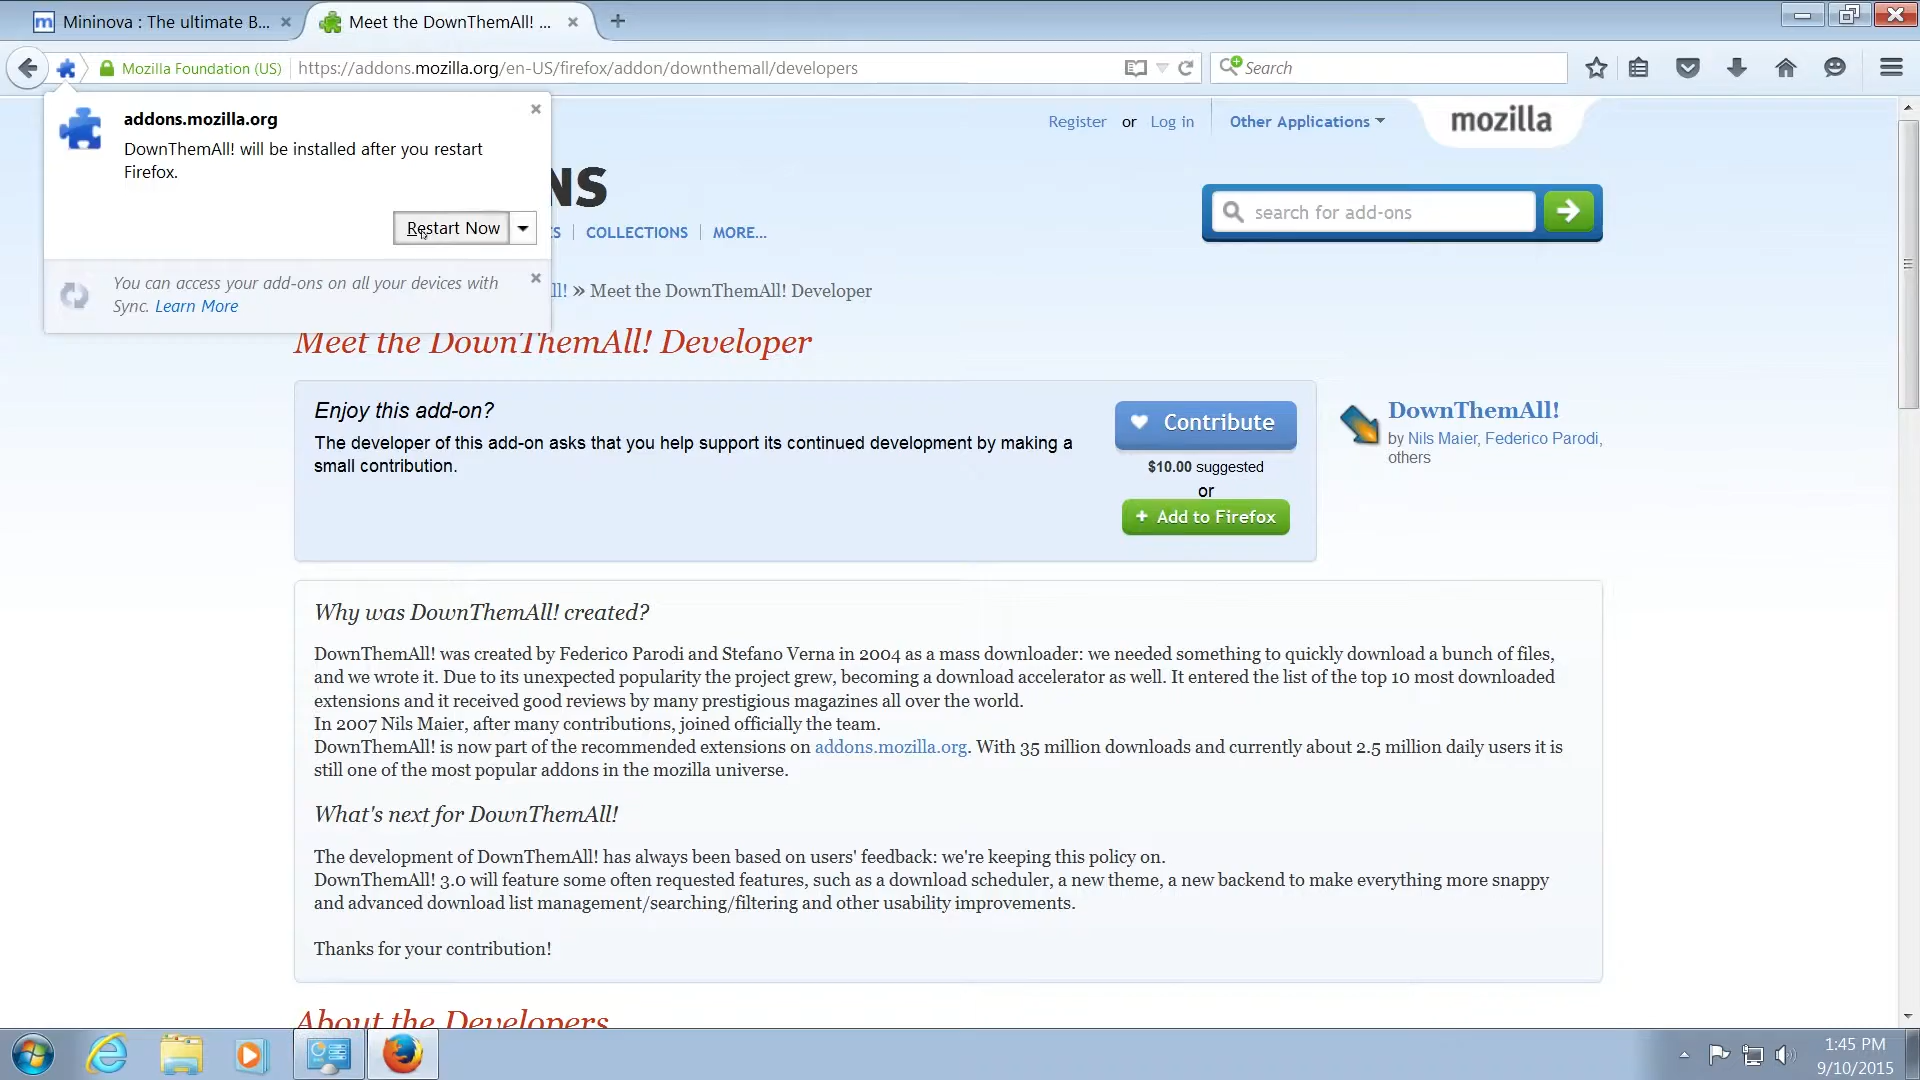 Mininova : The ultimate B...
Meet the DownThemAll! ...
Mozilla Foundation (US)
https://addons.mozilla.org/en-US/firefox/addon/downthemall/developers
Search
addons.mozilla.org
DownThemAll! will be installed after you restart
Firefox.
Restart Now
You can access your add-ons on all your devices with
Sync. Learn More
Register or Log in
Other Applications
mozilla
NS
S
COLLECTIONS
MORE...
search for add-ons
ll! » Meet the DownThemAll! Developer
Meet the DownThemAll! Developer
Enjoy this add-on?
The developer of this add-on asks that you help support its continued development by making a
small contribution.
Contribute
$10.00 suggested
or
+ Add to Firefox
DownThemAll!
by Nils Maier, Federico Parodi,
others
Why was DownThemAll! created?
DownThemAll! was created by Federico Parodi and Stefano Verna in 2004 as a mass downloader: we needed something to quickly download a bunch of files,
and we wrote it. Due to its unexpected popularity the project grew, becoming a download accelerator as well. It entered the list of the top 10 most downloaded
extensions and it received good reviews by many prestigious magazines all over the world.
In 2007 Nils Maier, after many contributions, joined officially the team.
DownThemAll! is now part of the recommended extensions on addons.mozilla.org. With 35 million downloads and currently about 2.5 million daily users it is
still one of the most popular addons in the mozilla universe.
What's next for DownThemAll!
The development of DownThemAll! has always been based on users' feedback: we're keeping this policy on.
DownThemAll! 3.0 will feature some often requested features, such as a download scheduler, a new theme, a new backend to make everything more snappy
and advanced download list management/searching/filtering and other usability improvements.
Thanks for your contribution!
About the Developers
1:45 PM
9/10/2015